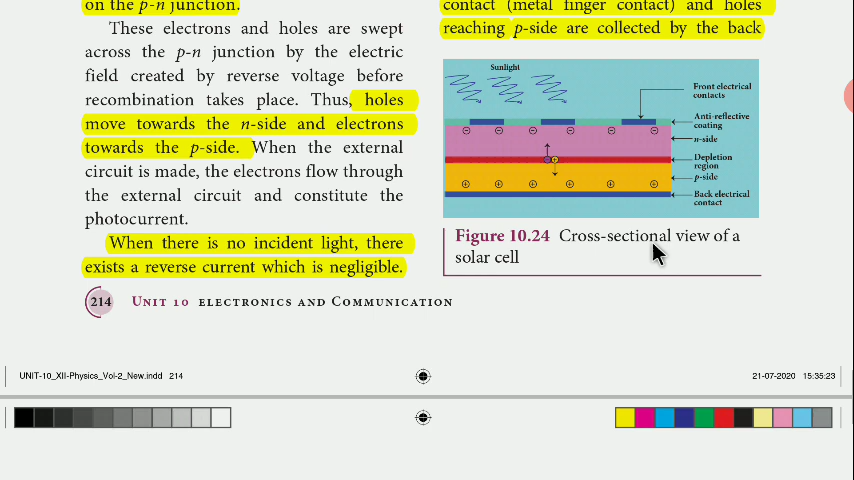 on the p-n junction.
These electrons and holes are swept
across the p-n junction by the electric
field created by reverse voltage before
recombination takes place. Thus, holes
move towards the n-side and electrons
towards the p-side. When the external
circuit is made, the electrons flow through
the external circuit and constitute the
photocurrent.
When there is no incident light, there
exists a reverse current which is negligible.
contact (metal finger contact) and holes
reaching p-side are collected by the back
Sunlight
Front electrical
contacts
Anti-reflective
coating
n-side
Depletion
region
p-side
Back electrical
contact
Figure 10.24 Cross-sectional view of a
solar cell
214 UNIT 10 ELECTRONICS AND COMMUNICATION
UNIT-10_XII-Physics_Vol-2_New.indd 214
21-07-2020 15:35:23